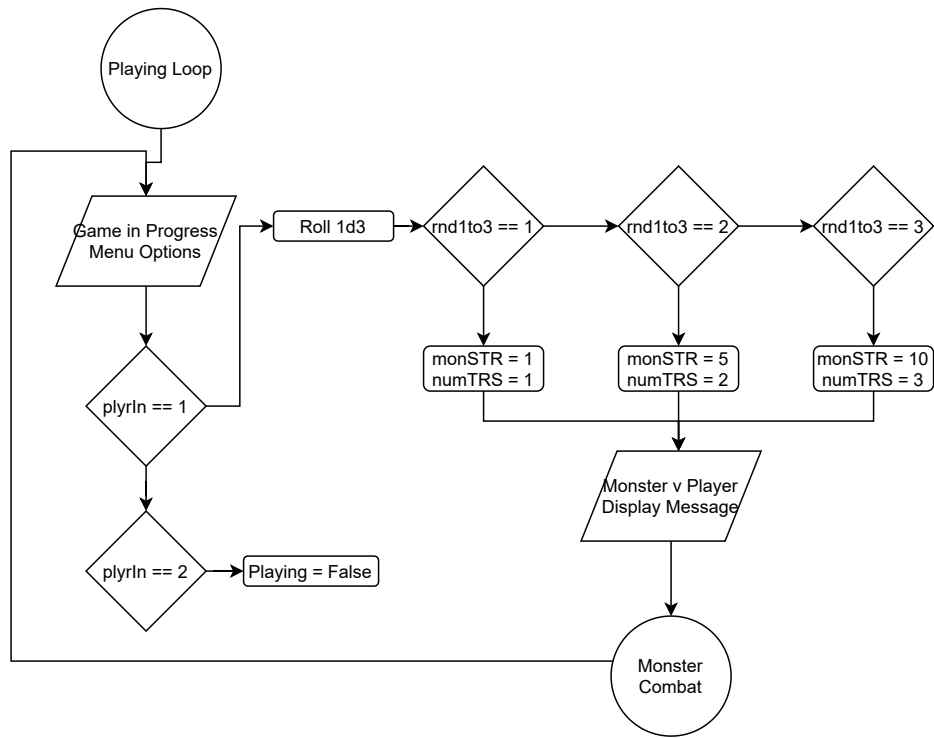 Playing Loop
Game in Progress
Menu Options
Roll 1d3
rnd1to3 == 1
rnd1to3 == 2
rnd1to3 == 3
monSTR = 1
numTRS = 1
monSTR = 5
numTRS = 2
monSTR = 10
numTRS = 3
plyrIn == 1
Monster v Player
Display Message
plyrIn == 2
Playing = False
Monster
Combat